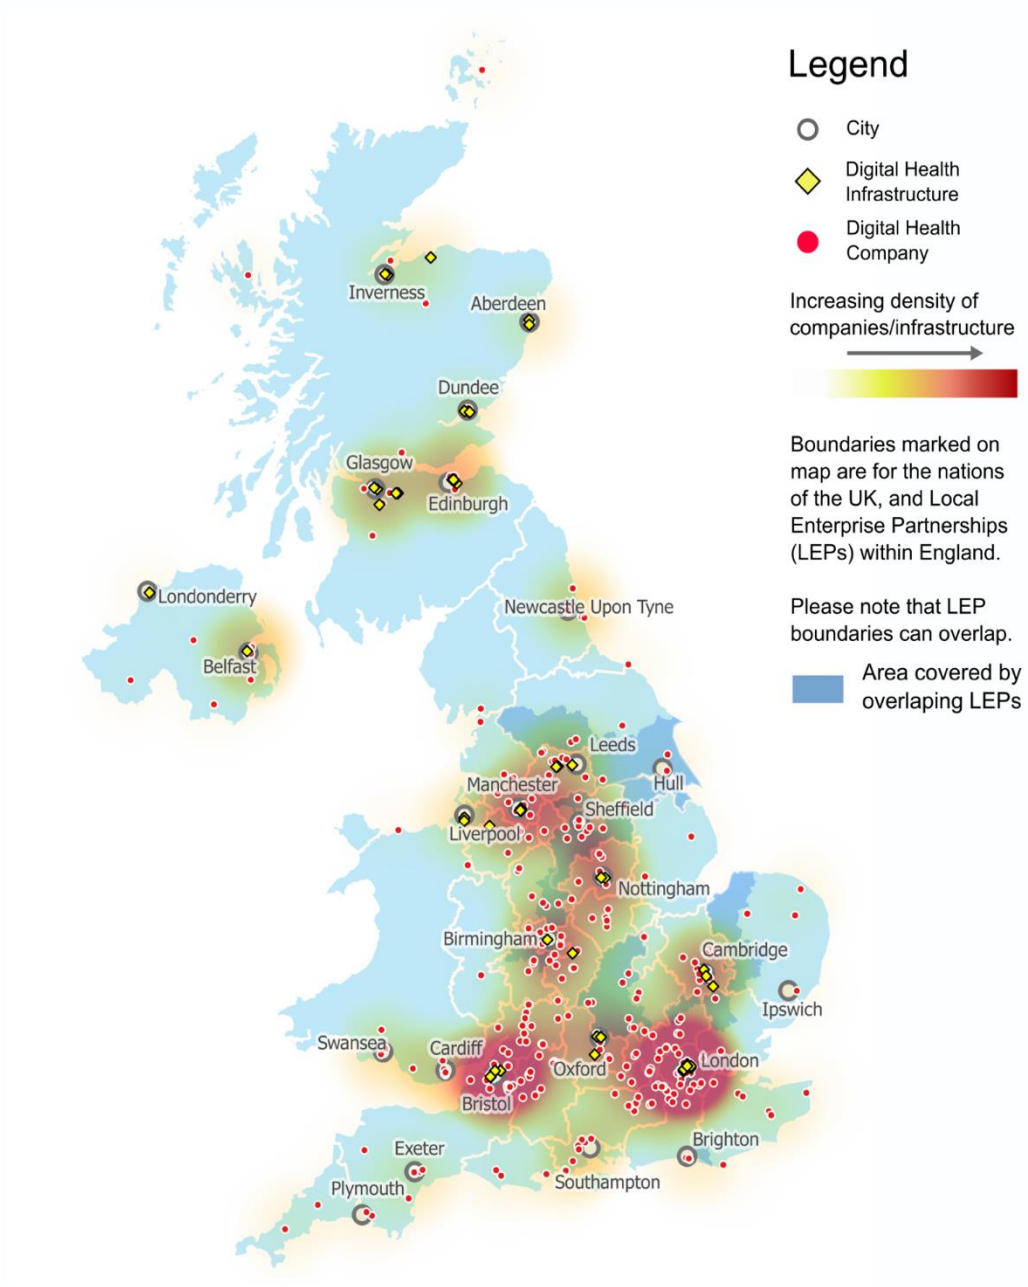 Legend
City
Digital Health
Infrastructure
Digital Health
Company
Increasing density of
companies/infrastructure
Boundaries marked on
map are for the nations
of the UK, and Local
Enterprise Partnerships
(LEPs) within England.
Please note that LEP
boundaries can overlap.
Area covered by
overlaping LEPs
Inverness
Aberdeen
Dundee
Glasgow
Edinburgh
Londonderry
Newcastle Upon Tyne
Belfast
Leeds
Manchester
Hull
Sheffield
Liverpool
Nottingham
Birmingham
Cambridge
Ipswich
Swansea
Cardiff
Oxford
London
Bristol
Brighton
Exeter
Southampton
Plymouth